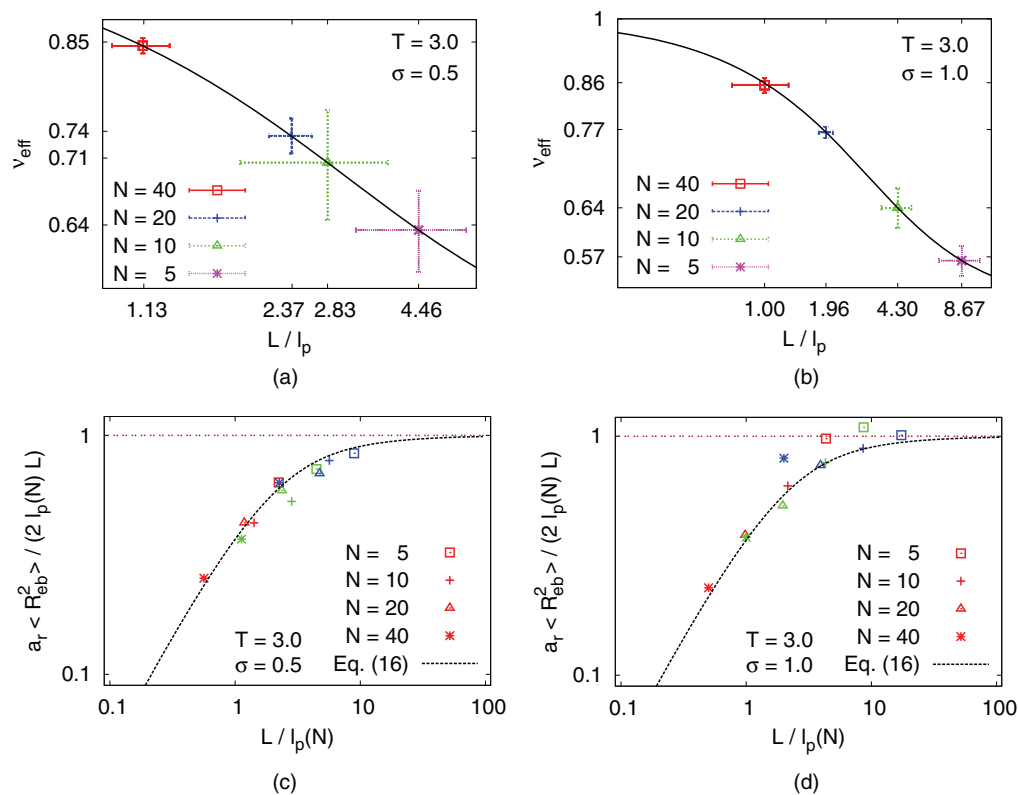 (a)
0.85
0.74
0.71
0.64
ν_eff
T = 3.0
σ = 0.5
N = 40
N = 20
N = 10
N = 5
1.13 2.37 2.83 4.46
L / l_p
(b)
1
0.86
0.77
0.64
0.57
0.5
ν_eff
T = 3.0
σ = 1.0
N = 40
N = 20
N = 10
N = 5
1.00 1.96 4.30 8.67
L / l_p
(a)
(b)
1
0.1
a_r < R²_eb > / (2 l_p(N) L)
N = 5
N = 10
N = 20
N = 40
Eq. (16)
T = 3.0
σ = 0.5
0.1 1 10 100
L / l_p(N)
(c)
1
0.1
a_r < R²_eb > / (2 l_p(N) L)
N = 5
N = 10
N = 20
N = 40
Eq. (16)
T = 3.0
σ = 1.0
0.1 1 10 100
L / l_p(N)
(d)